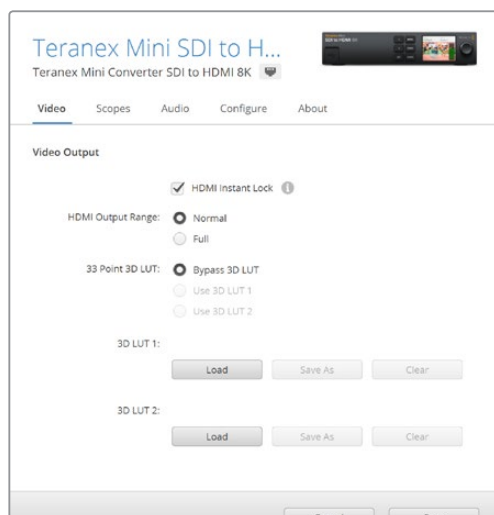 Teranex Mini SDI to H...
Teranex Mini Converter SDI to HDMI 8K
Video Scopes Audio Configure About
Video Output
HDMI Instant Lock
HDMI Output Range: Normal
Full
33 Point 3D LUT: Bypass 3D LUT
Use 3D LUT 1
Use 3D LUT 2
3D LUT 1:
Load Save As Clear
3D LUT 2:
Load Save As Clear